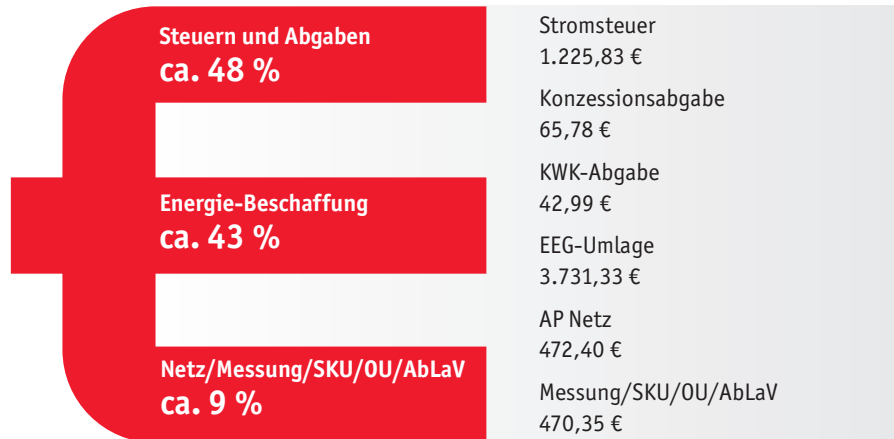 Steuern und Abgaben
ca. 48 %
Energie-Beschaffung
ca. 43 %
Netz/Messung/SKU/OU/AbLaV
ca. 9 %
Stromsteuer
1.225,83 €
Konzessionsabgabe
65,78 €
KWK-Abgabe
42,99 €
EEG-Umlage
3.731,33 €
AP Netz
472,40 €
Messung/SKU/OU/AbLaV
470,35 €